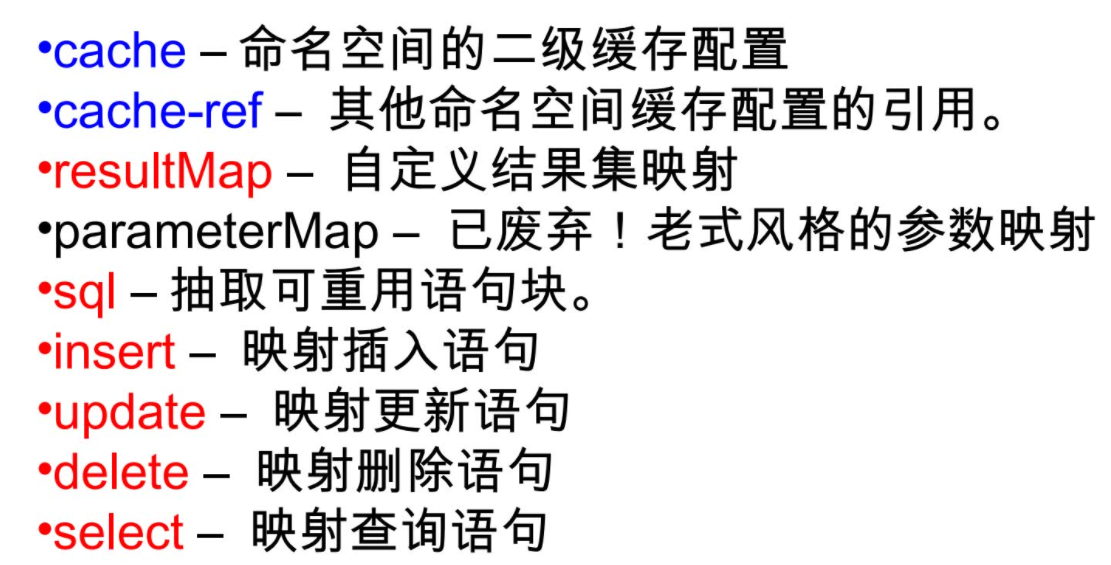 •cache – 命名空间的二级缓存配置
•cache-ref – 其他命名空间缓存配置的引用。
•resultMap – 自定义结果集映射
•parameterMap – 已废弃！老式风格的参数映射
•sql – 抽取可重用语句块。
•insert – 映射插入语句
•update – 映射更新语句
•delete – 映射删除语句
•select – 映射查询语句